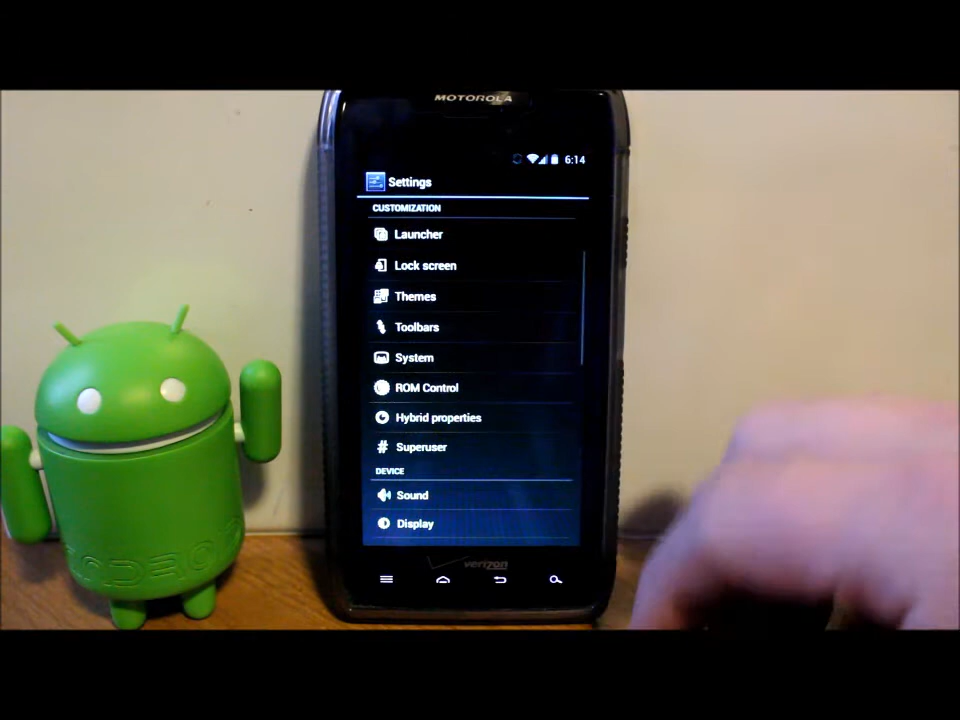 MOTOROLA
6:14
Settings
CUSTOMIZATION
Launcher
Lock screen
Themes
Toolbars
System
ROM Control
Hybrid properties
Superuser
DEVICE
Sound
Display
verizon
ANDROID